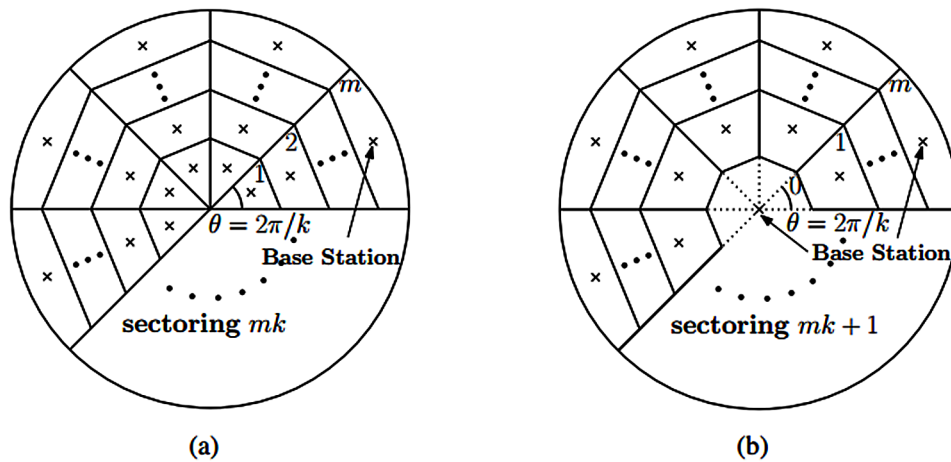 m
2
1
θ = 2π/k
Base Station
sectoring mk
(a)
m
1
0
θ = 2π/k
Base Station
sectoring mk + 1
(b)